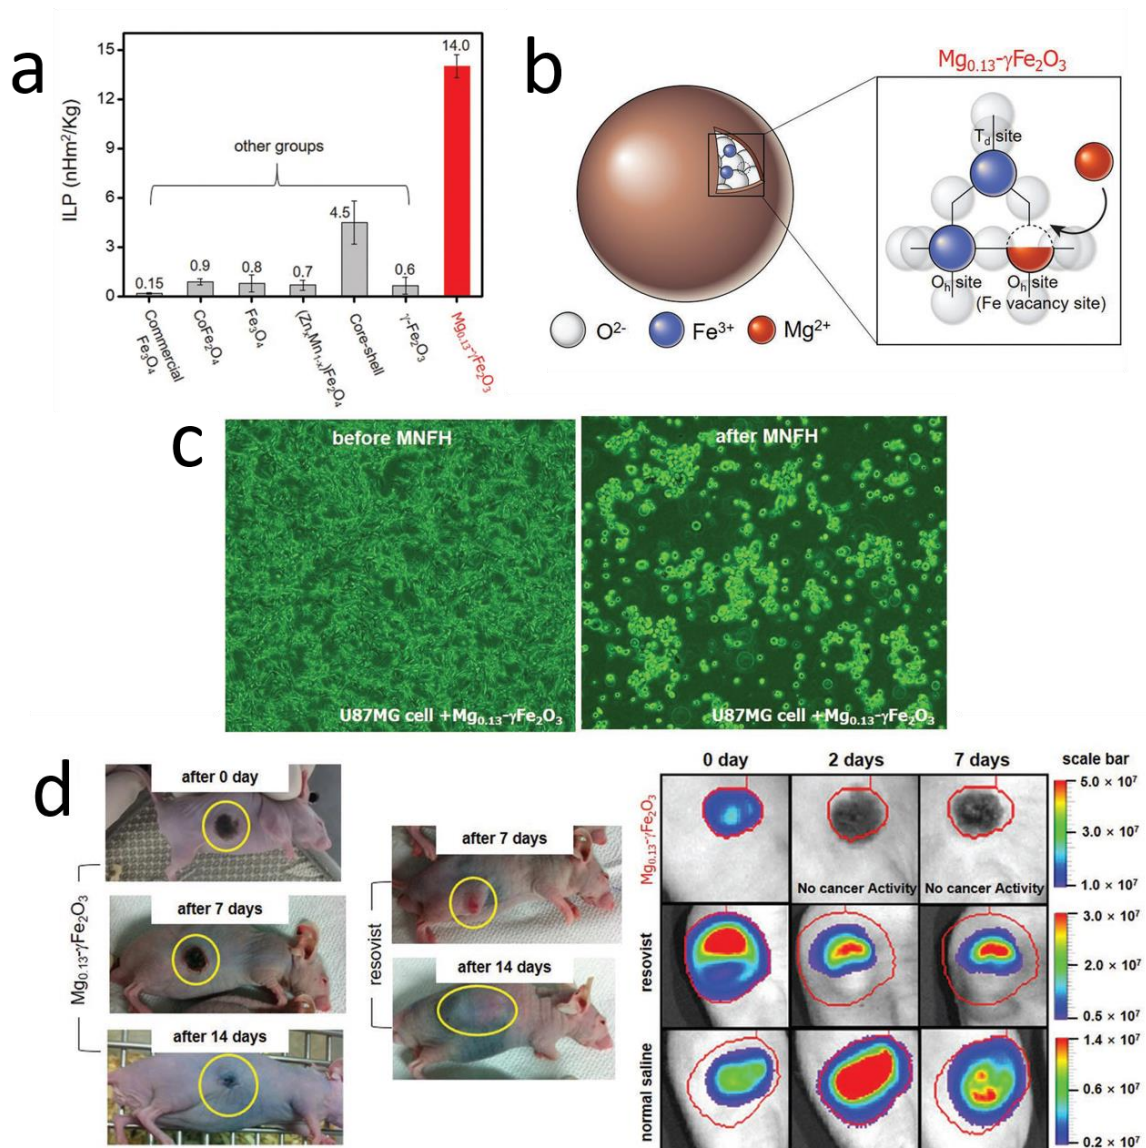 a
ILP (nHm²/Kg)
15
12
9
6
3
0
other groups
0.15
0.9
0.8
0.7
4.5
0.6
14.0
Commercial
Fe₃O₄
CoFe₂O₄
Fe₃O₄
(ZnₓMn₁₋ₓ)Fe₂O₄
Core-shell
γ-Fe₂O₃
Mg₀.₁₃-γFe₂O₃
b
Mg₀.₁₃-γFe₂O₃
T_d site
O_h site
O_h site
(Fe vacancy site)
O²⁻
Fe³⁺
Mg²⁺
c
before MNFH
U87MG cell +Mg₀.₁₃-γFe₂O₃
after MNFH
U87MG cell +Mg₀.₁₃-γFe₂O₃
d
Mg₀.₁₃-γFe₂O₃
after 0 day
after 7 days
after 14 days
resovist
after 7 days
after 14 days
0 day
2 days
7 days
scale bar
Mg₀.₁₃-γFe₂O₃
No cancer Activity
No cancer Activity
5.0 × 10⁷
3.0 × 10⁷
1.0 × 10⁷
resovist
3.0 × 10⁷
2.0 × 10⁷
0.5 × 10⁷
normal saline
1.4 × 10⁷
0.6 × 10⁷
0.2 × 10⁷